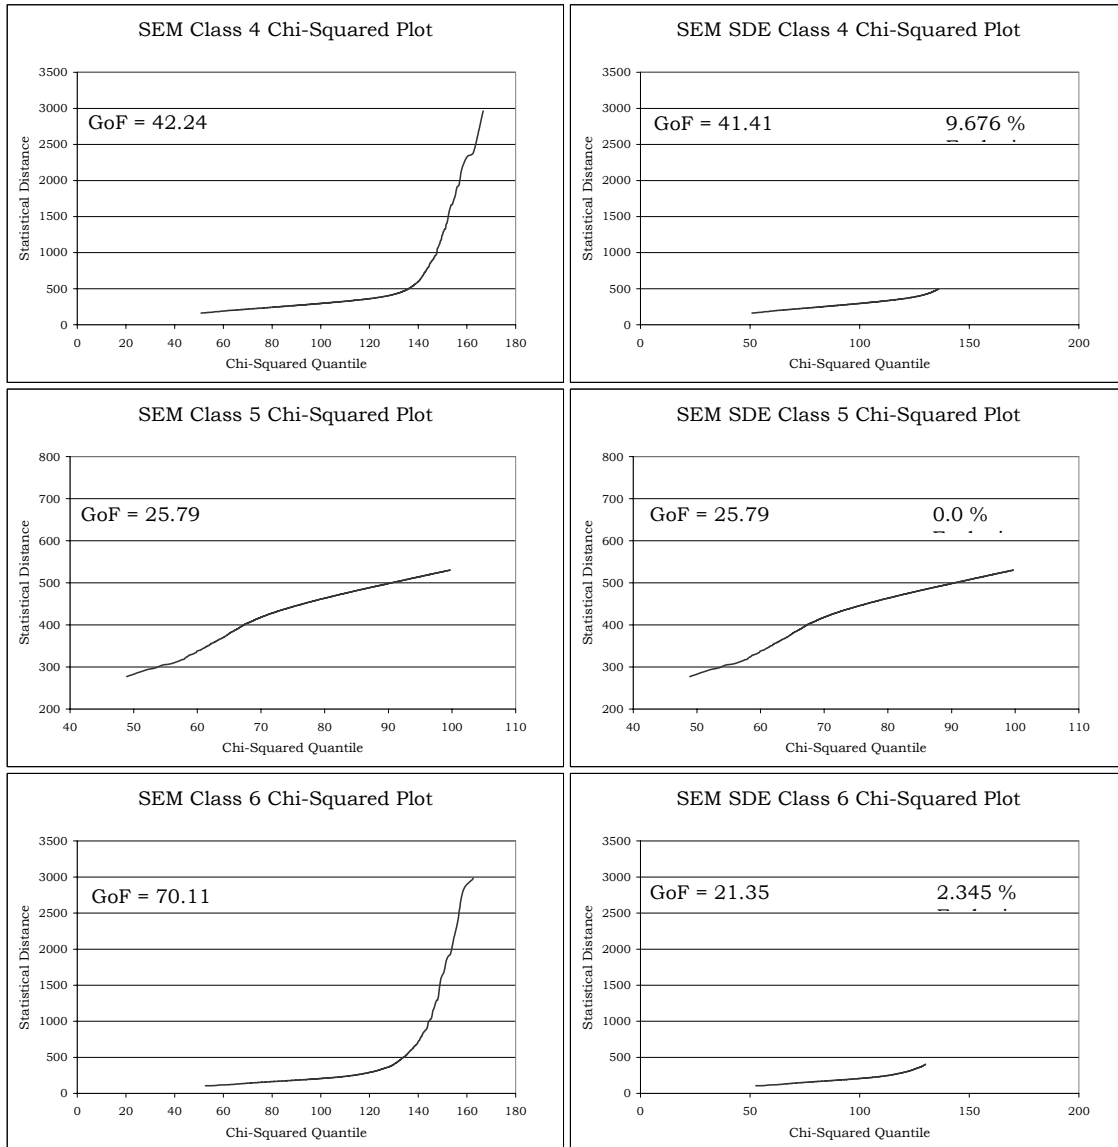 SEM Class 4 Chi-Squared Plot
Statistical Distance
3500
3000
2500
2000
1500
1000
500
0
GoF = 42.24
0 20 40 60 80 100 120 140 160 180
Chi-Squared Quantile
SEM SDE Class 4 Chi-Squared Plot
Statistical Distance
3500
3000
2500
2000
1500
1000
500
0
GoF = 41.41
9.676 %
0 50 100 150 200
Chi-Squared Quantile
SEM Class 5 Chi-Squared Plot
Statistical Distance
800
700
600
500
400
300
200
GoF = 25.79
40 50 60 70 80 90 100 110
Chi-Squared Quantile
SEM SDE Class 5 Chi-Squared Plot
Statistical Distance
800
700
600
500
400
300
200
GoF = 25.79
0.0 %
40 50 60 70 80 90 100 110
Chi-Squared Quantile
SEM Class 6 Chi-Squared Plot
Statistical Distance
3500
3000
2500
2000
1500
1000
500
0
GoF = 70.11
0 20 40 60 80 100 120 140 160 180
Chi-Squared Quantile
SEM SDE Class 6 Chi-Squared Plot
Statistical Distance
3500
3000
2500
2000
1500
1000
500
0
GoF = 21.35
2.345 %
0 50 100 150 200
Chi-Squared Quantile